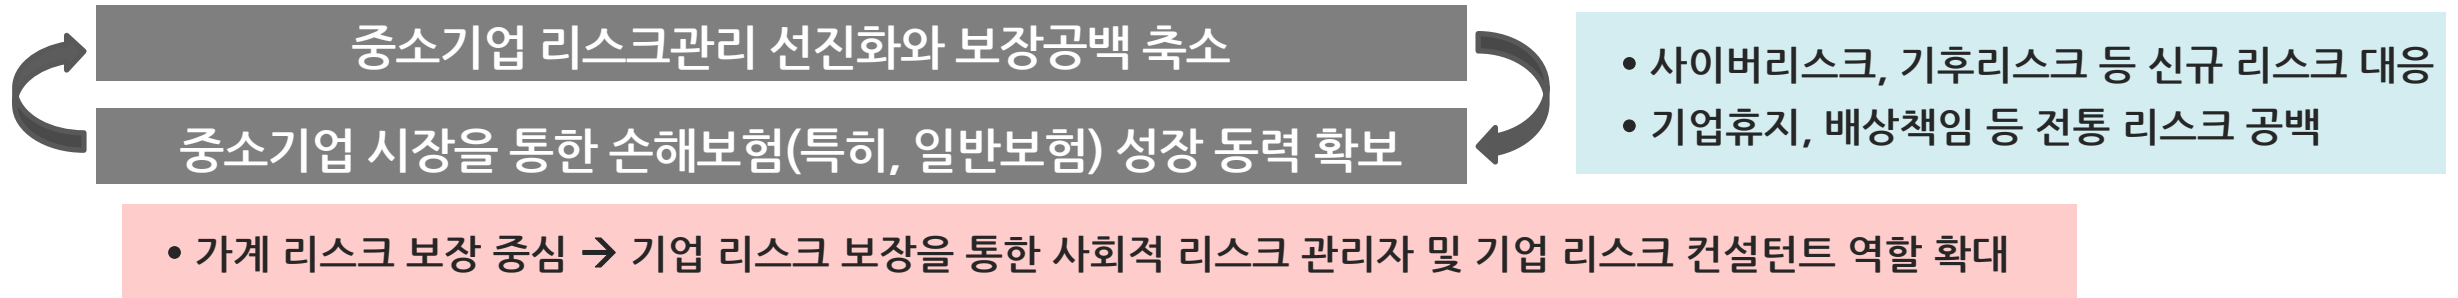 중소기업 리스크관리 선진화와 보장공백 축소
중소기업 시장을 통한 손해보험(특히, 일반보험) 성장 동력 확보
• 사이버리스크, 기후리스크 등 신규 리스크 대응
• 기업휴지, 배상책임 등 전통 리스크 공백
• 가계 리스크 보장 중심 → 기업 리스크 보장을 통한 사회적 리스크 관리자 및 기업 리스크 컨설턴트 역할 확대